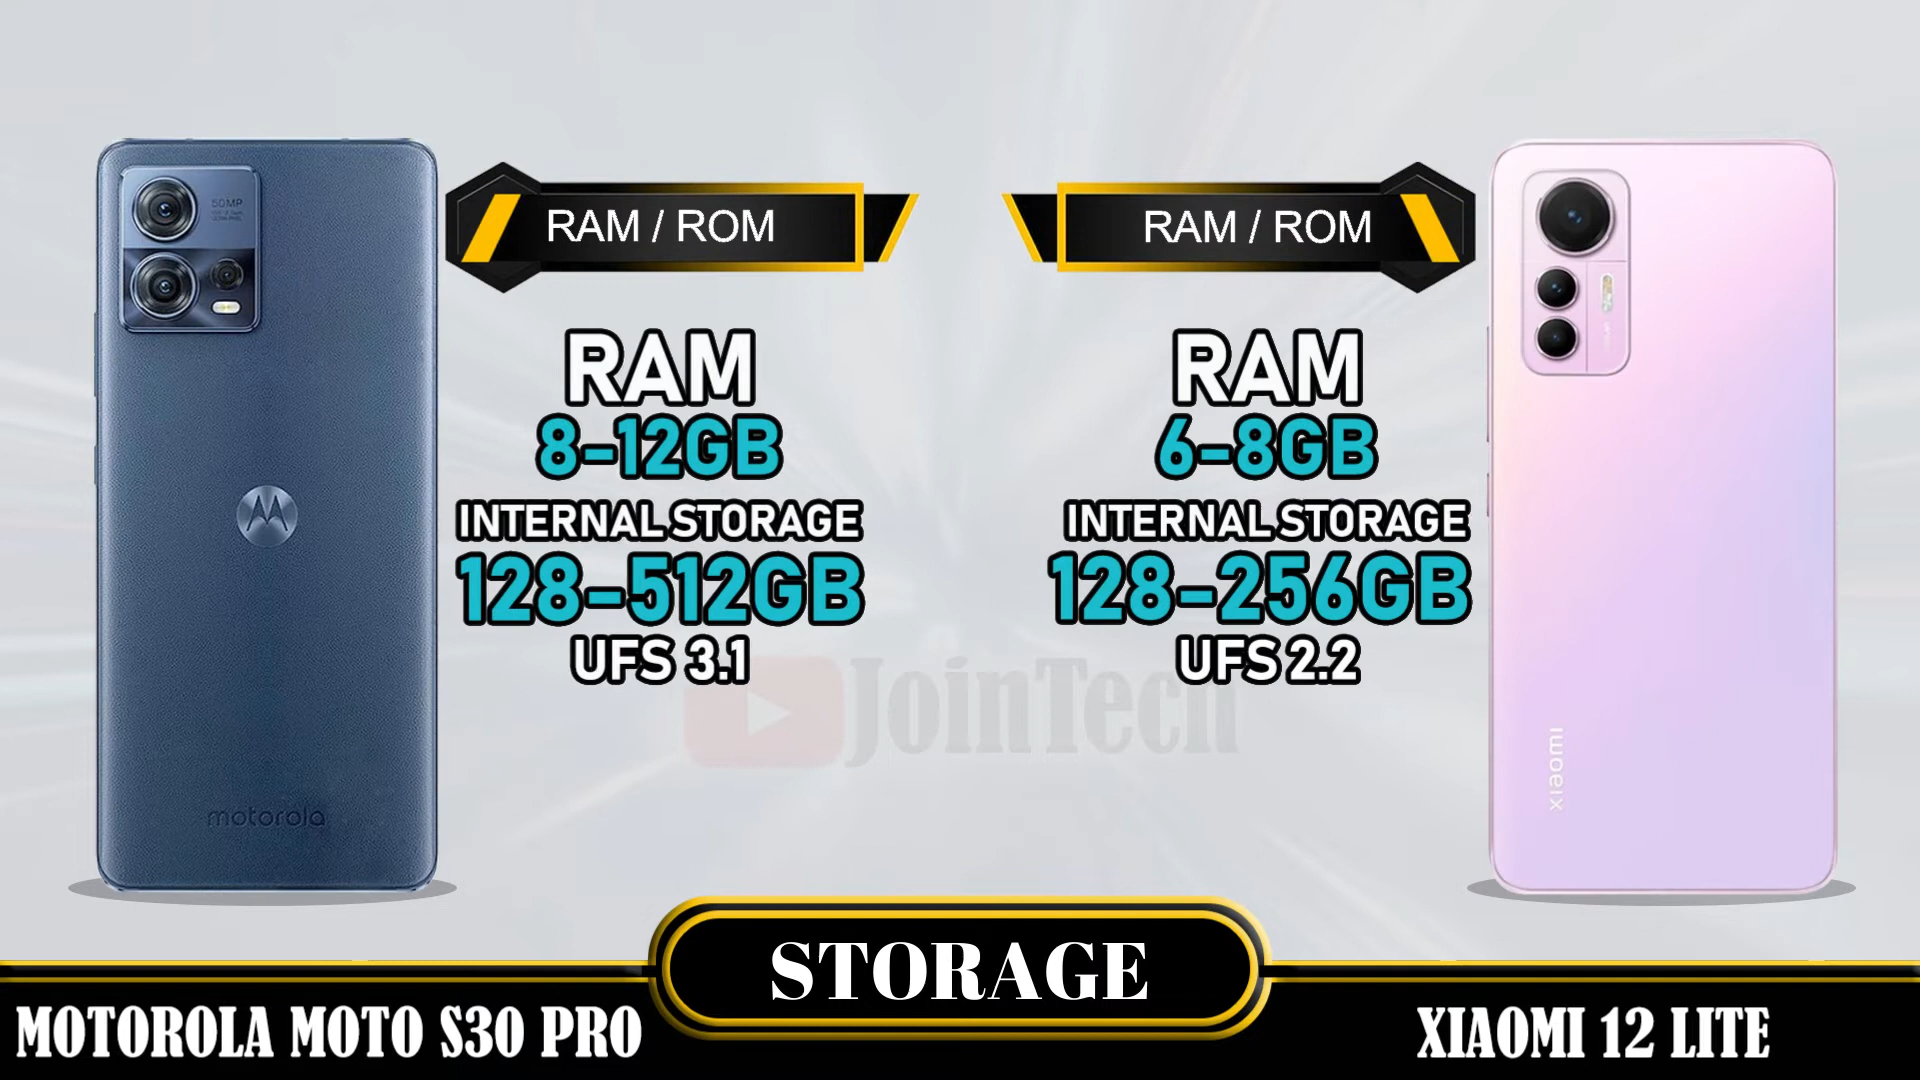 50MP
RAM / ROM
RAM
8-12GB
INTERNAL STORAGE
128-512GB
UFS 3.1
motorola
RAM / ROM
RAM
6-8GB
INTERNAL STORAGE
128-256GB
UFS 2.2
xiaomi
JoinTech
STORAGE
MOTOROLA MOTO S30 PRO
XIAOMI 12 LITE